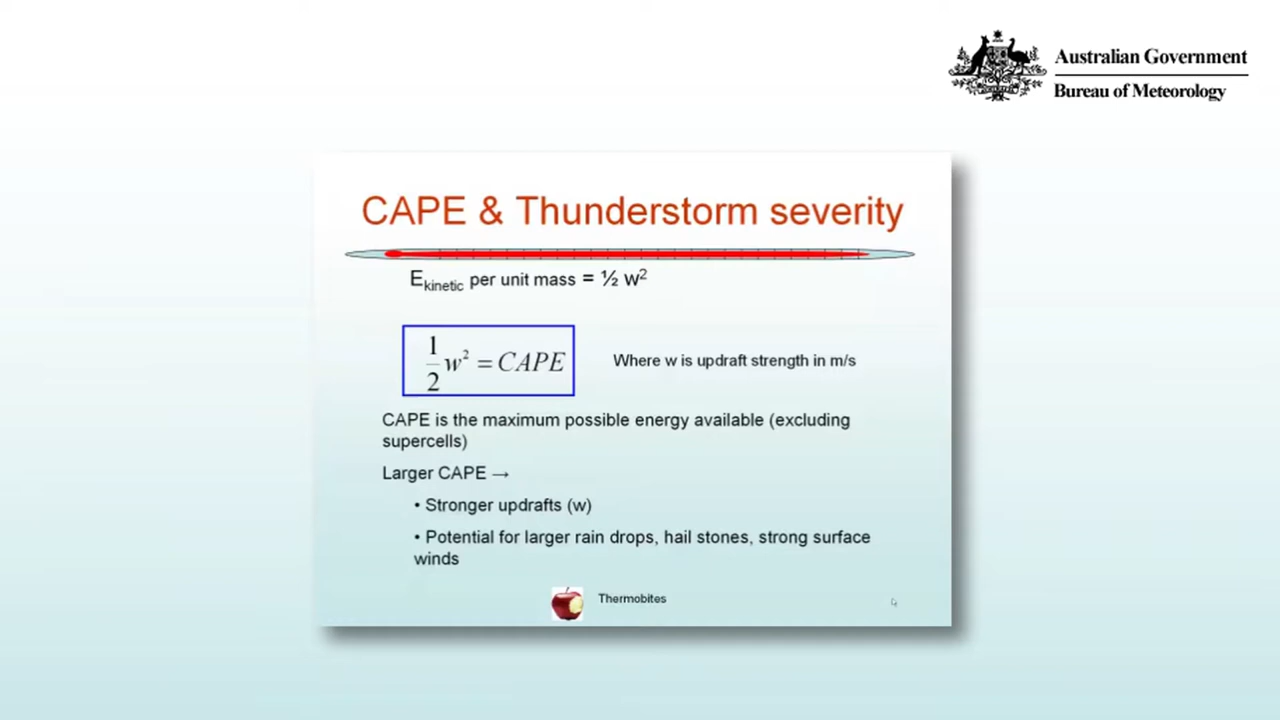 Australian Government
Bureau of Meteorology
CAPE & Thunderstorm severity
Ekinetic per unit mass = ½ w²
1/2 w² = CAPE
Where w is updraft strength in m/s
CAPE is the maximum possible energy available (excluding
supercells)
Larger CAPE →
• Stronger updrafts (w)
• Potential for larger rain drops, hail stones, strong surface
winds
Thermobites